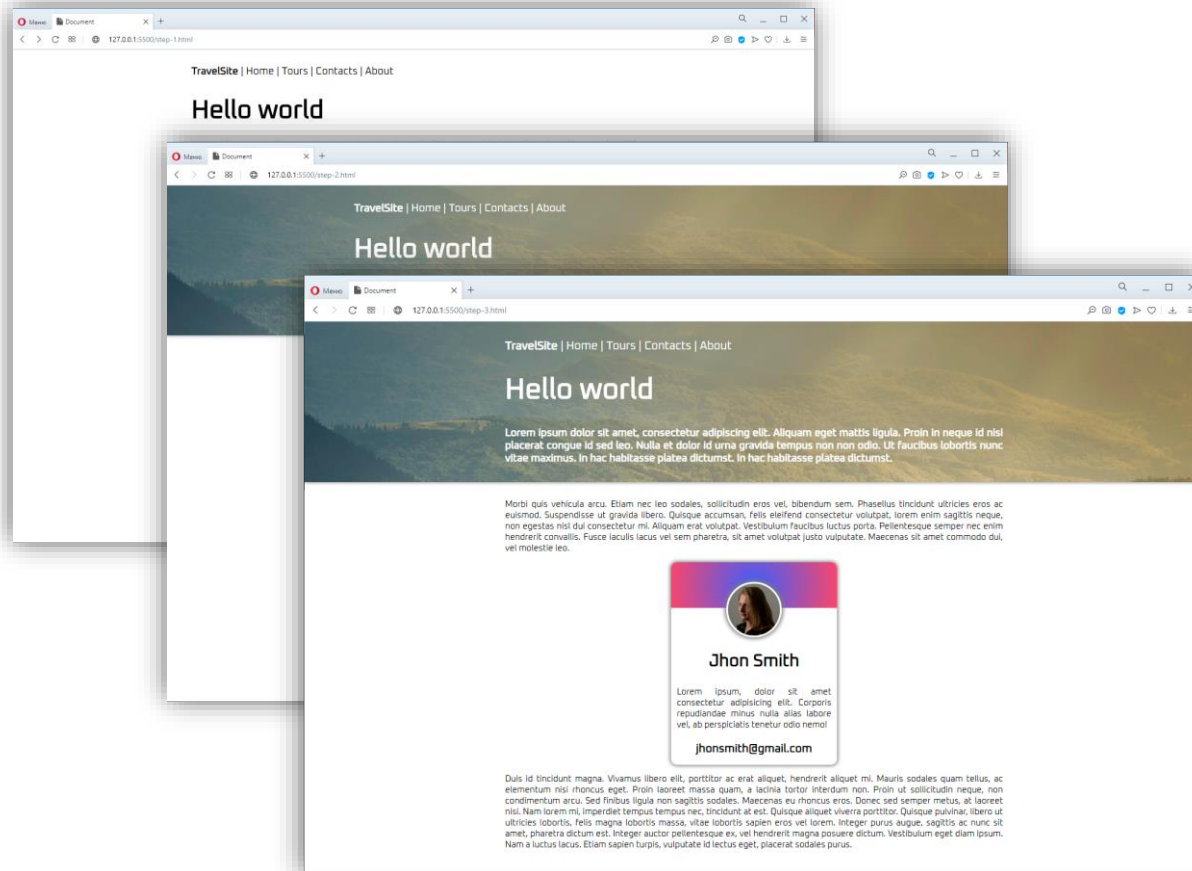 Меню Document
127.0.0.1:5500/step-1.html
TravelSite | Home | Tours | Contacts | About
Hello world
Меню Document
127.0.0.1:5500/step-2.html
TravelSite | Home | Tours | Contacts | About
Hello world
Меню Document
127.0.0.1:5500/step-3.html
TravelSite | Home | Tours | Contacts | About
Hello world
Lorem ipsum dolor sit amet, consectetur adipiscing elit. Aliquam eget mattis ligula. Proin in neque id nisi
placerat congue id sed leo. Nulla et dolor id urna gravida tempus non non odio. Ut faucibus lobortis nunc
vitae maximus. In hac habitasse platea dictumst. In hac habitasse platea dictumst.
Morbi quis vehicula arcu. Etiam nec leo sodales, sollicitudin eros vel, bibendum sem. Phasellus tincidunt ultricies eros ac
euismod. Suspendisse ut gravida libero. Quisque accumsan, felis eleifend consectetur volutpat, lorem enim sagittis neque,
non egestas nisl dui consectetur mi. Aliquam erat volutpat. Vestibulum faucibus luctus porta. Pellentesque semper nec enim
hendrerit convallis. Fusce iaculis lacus vel sem pharetra, sit amet volutpat justo vulputate. Maecenas sit amet commodo dui,
vel molestie leo.
Jhon Smith
Lorem ipsum, dolor sit amet
consectetur adipisicing elit. Corporis
repudiandae minus nulla alias labore
vel, ab perspiciatis tenetur odio nemo!
jhonsmith@gmail.com
Duis id tincidunt magna. Vivamus libero elit, porttitor ac erat aliquet, hendrerit aliquet mi. Mauris sodales quam tellus, ac
elementum nisi rhoncus eget. Proin laoreet massa quam, a lacinia tortor interdum non. Proin ut sollicitudin neque, non
condimentum arcu. Sed finibus ligula non sagittis sodales. Maecenas eu rhoncus eros. Donec sed semper metus, at laoreet
nisi. Nam lorem mi, imperdiet tempus tempus nec, tincidunt at est. Quisque aliquet viverra porttitor. Quisque pulvinar, libero ut
ultricies lobortis, felis magna lobortis massa, vitae lobortis sapien eros vel lorem. Integer purus augue, sagittis ac nunc sit
amet, pharetra dictum est. Integer auctor pellentesque ex, vel hendrerit magna posuere dictum. Vestibulum eget diam ipsum.
Nam a luctus lacus. Etiam sapien turpis, vulputate id lectus eget, placerat sodales purus.